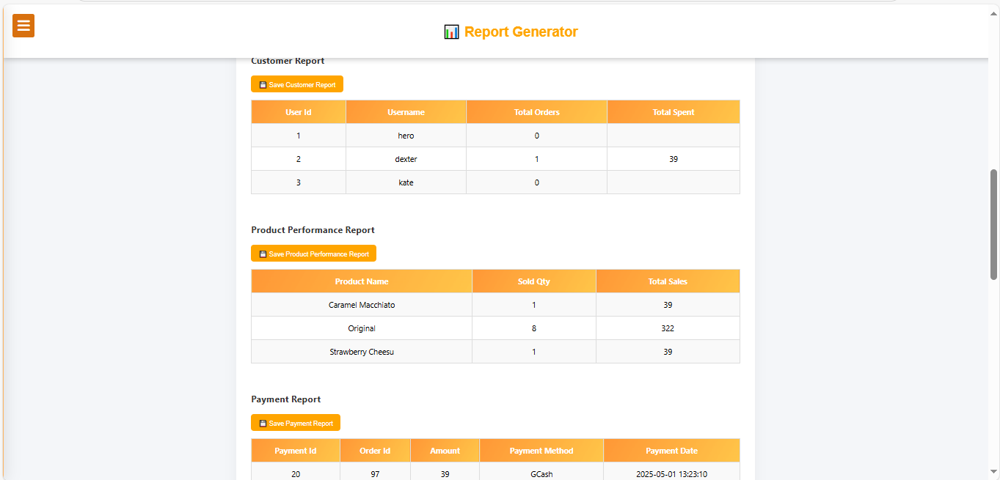 Report Generator
Customer Report
Save Customer Report
User Id Username Total Orders Total Spent
1 hero 0
2 dexter 1 39
3 kate 0
Product Performance Report
Save Product Performance Report
Product Name Sold Qty Total Sales
Caramel Macchiato 1 39
Original 8 322
Strawberry Cheesu 1 39
Payment Report
Save Payment Report
Payment Id Order Id Amount Payment Method Payment Date
20 97 39 GCash 2025-05-01 13:23:10